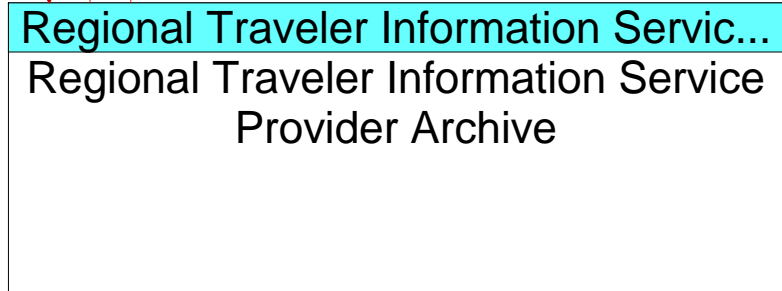 Regional Traveler Information Servic...
Regional Traveler Information Service
Provider Archive